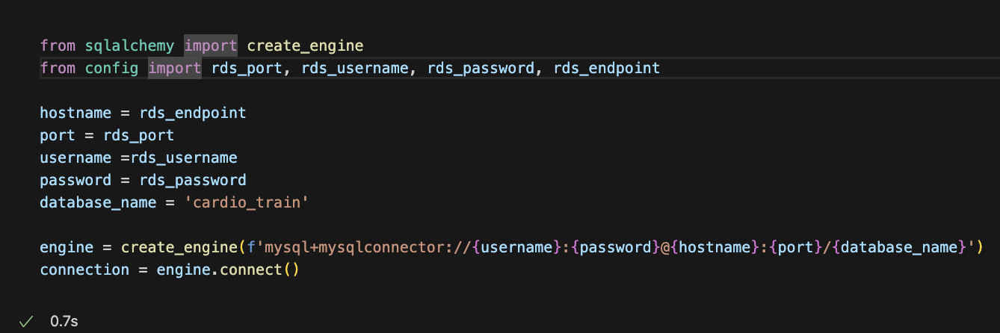 from sqlalchemy import create_engine
from config import rds_port, rds_username, rds_password, rds_endpoint
hostname = rds_endpoint
port = rds_port
username =rds_username
password = rds_password
database_name = 'cardio_train'
engine = create_engine(f'mysql+mysqlconnector://{username}:{password}@{hostname}:{port}/{database_name}')
connection = engine.connect()
✓ 0.7s